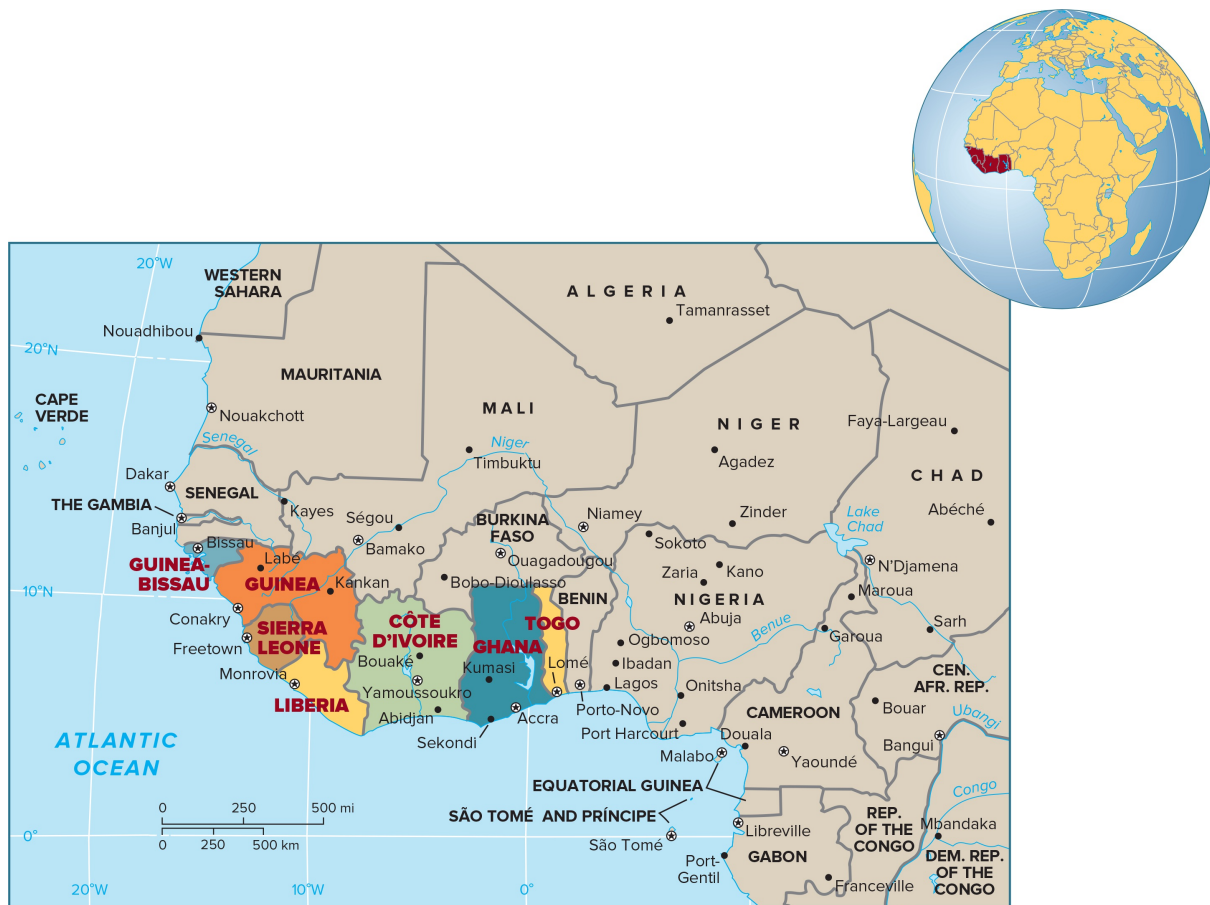 20°W
WESTERN
SAHARA
ALGERIA
Tamanrasset
Nouadhibou
20°N
MAURITANIA
CAPE
VERDE
Nouakchott
MALI
NIGER
Faya-Largeau
Senegal
Niger
Timbuktu
Agadez
CHAD
Dakar
SENEGAL
THE GAMBIA
Banjul
Kayes
Ségou
Bamako
BURKINA
FASO
Ouagadougou
Niamey
Zinder
Lake
Chad
Abéché
Sokoto
Bissau
GUINEA-
BISSAU
Labé
GUINEA
Kankan
Bobo-Dioulasso
BENIN
Zaria
Kano
NIGERIA
N'Djamena
Maroua
10°N
Conakry
SIERRA
LEONE
Freetown
CÔTE
D'IVOIRE
Bouaké
GHANA
TOGO
Abuja
Benue
Garoua
Sarh
Ogbomoso
Ibadan
Monrovia
LIBERIA
Yamoussoukro
Kumasi
Lomé
Lagos
Onitsha
CEN.
AFR. REP.
Abidjan
Sekondi
Accra
Porto-Novo
Port Harcourt
CAMEROON
Bouar
Ubangi
Douala
Bangui
Malabo
Yaoundé
ATLANTIC
OCEAN
EQUATORIAL GUINEA
Congo
0 250 500 mi
0 250 500 km
SÃO TOMÉ AND PRÍNCIPE
REP.
OF THE
CONGO
Mbandaka
0°
São Tomé
Libreville
GABON
Port-
Gentil
DEM. REP.
OF THE
CONGO
Franceville
20°W
10°W
0°